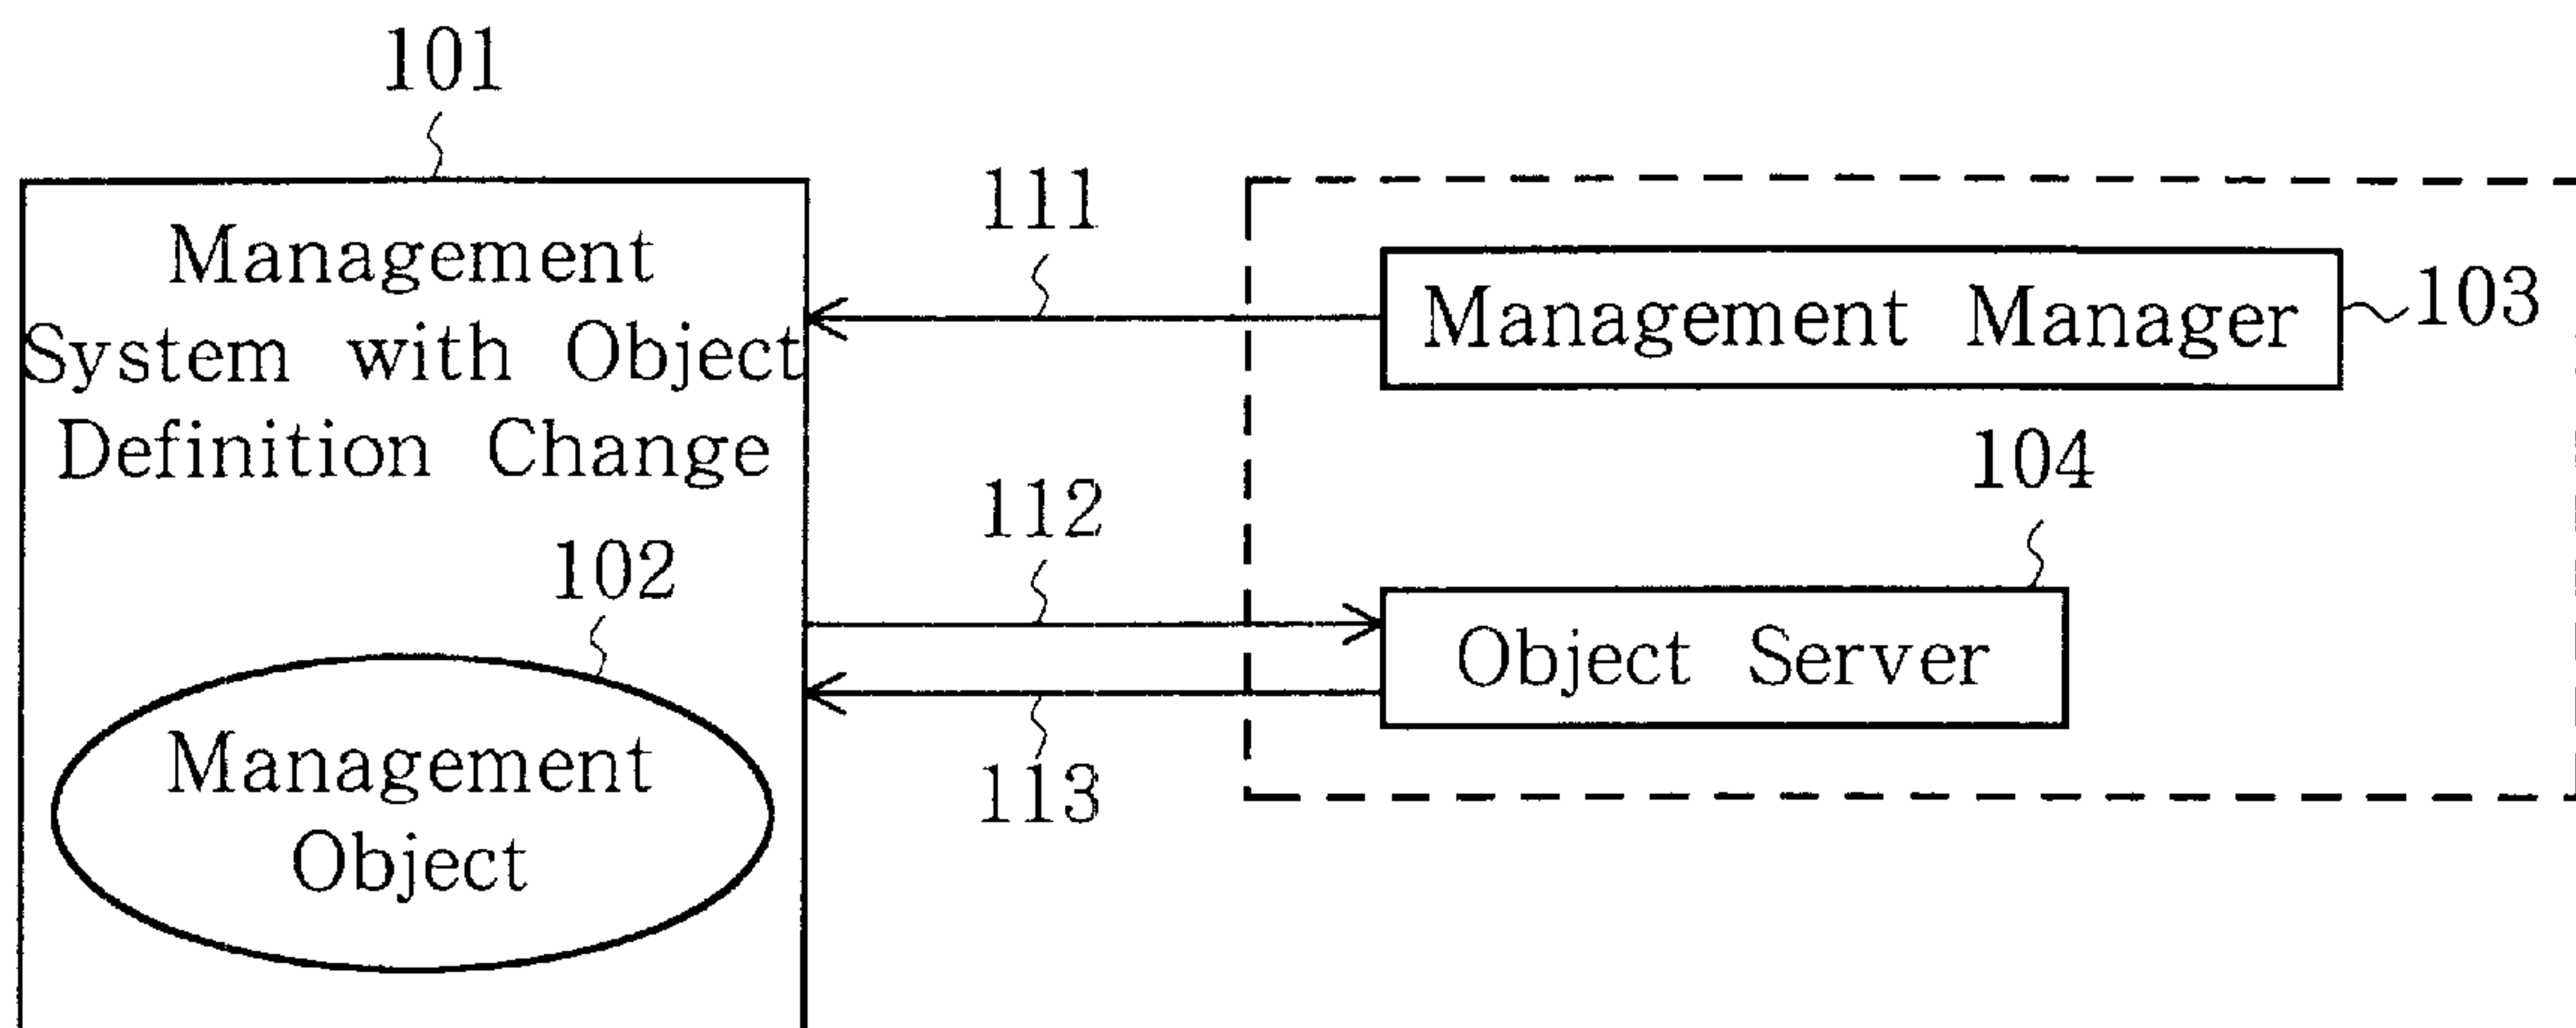 101
Management
System with Object
Definition Change
102
Management
Object
111
112
113
Management Manager
103
104
Object Server